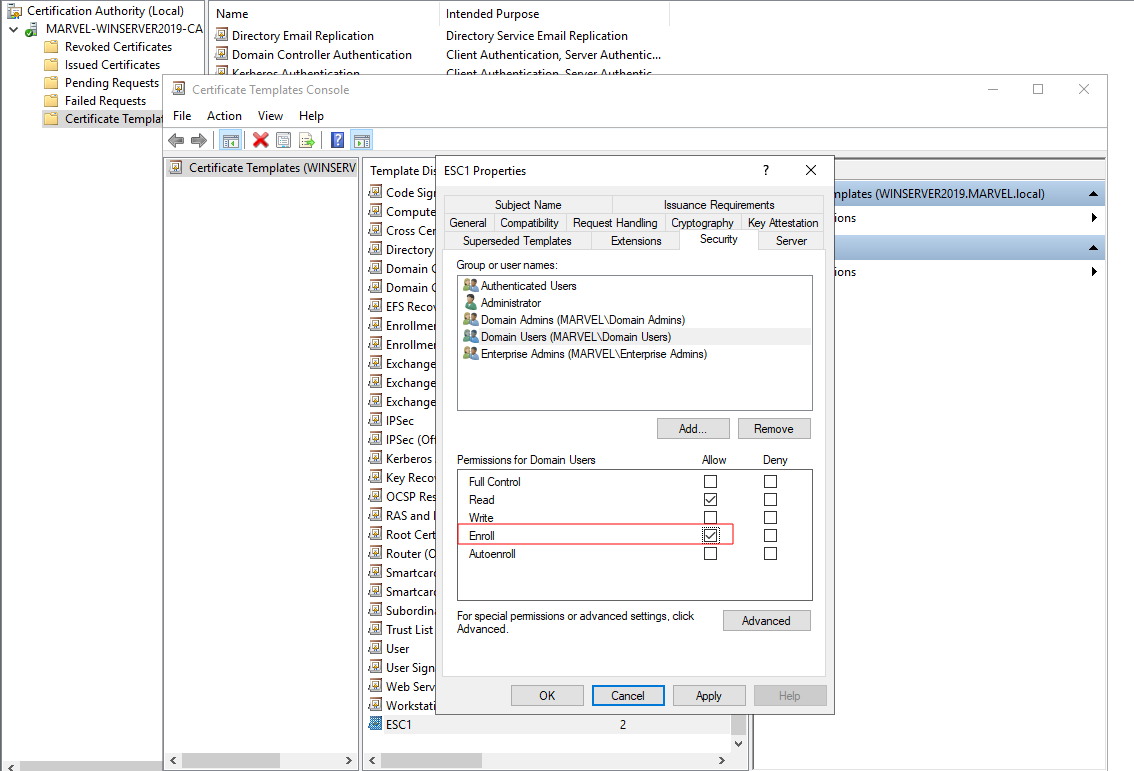 Certification Authority (Local)
MARVEL-WINSERVER2019-CA
Revoked Certificates
Issued Certificates
Pending Requests
Failed Requests
Certificate Templat
Name
Intended Purpose
Directory Email Replication
Directory Service Email Replication
Domain Controller Authentication
Client Authentication, Server Authentic...
Kerberos Authentication
Client Authentication, Server Authentic...
Certificate Templates Console
File Action View Help
Certificate Templates (WINSERV
Template Dis
Code Sig
Compute
Cross Cer
Directory
Domain C
Domain C
EFS Reco
Enrollme
Enrollme
Exchange
Exchange
Exchange
IPSec
IPSec (Off
Kerberos
Key Reco
OCSP Res
RAS and I
Root Cert
Router (O
Smartcar
Smartcar
Subordin
Trust List
User
User Sign
Web Serv
Workstati
ESC1 2
mplates (WINSERVER2019.MARVEL.local)
ions
ions
ESC1 Properties
? 
Subject Name Issuance Requirements
General Compatibility Request Handling Cryptography Key Attestation
Superseded Templates Extensions Security Server
Group or user names:
Authenticated Users
Administrator
Domain Admins (MARVEL\Domain Admins)
Domain Users (MARVEL\Domain Users)
Enterprise Admins (MARVEL\Enterprise Admins)
Add... Remove
Permissions for Domain Users Allow Deny
Full Control
Read
Write
Enroll
Autoenroll
For special permissions or advanced settings, click
Advanced.
Advanced
OK Cancel Apply Help